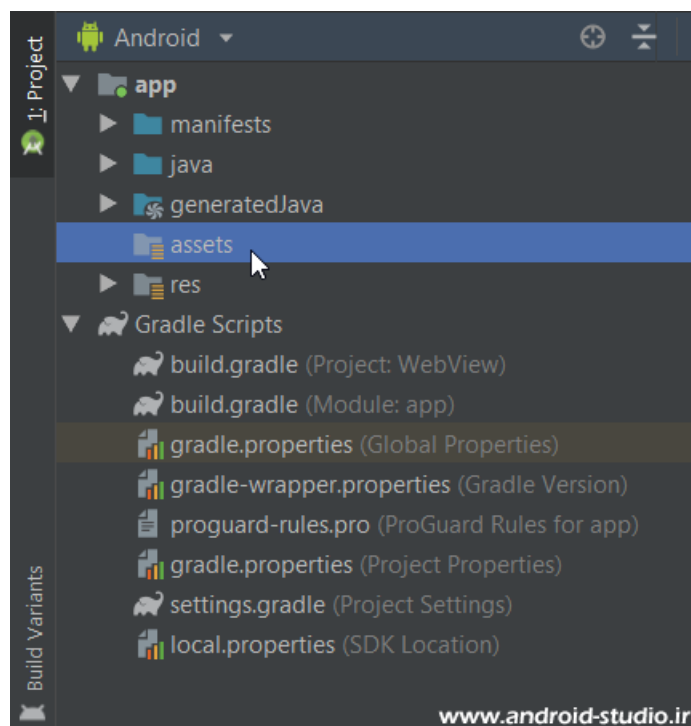 1: Project
Android
app
manifests
java
generatedJava
assets
res
Gradle Scripts
build.gradle (Project: WebView)
build.gradle (Module: app)
gradle.properties (Global Properties)
gradle-wrapper.properties (Gradle Version)
proguard-rules.pro (ProGuard Rules for app)
gradle.properties (Project Properties)
settings.gradle (Project Settings)
local.properties (SDK Location)
Build Variants
www.android-studio.ir